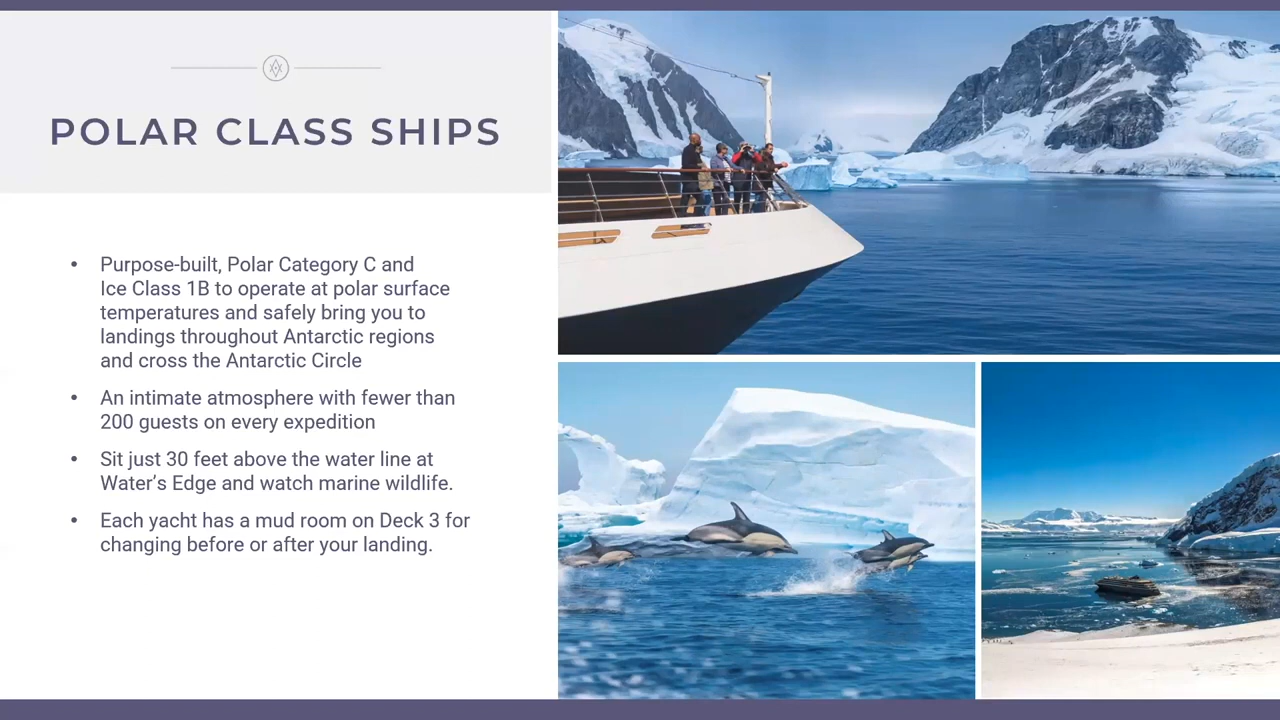 POLAR CLASS SHIPS
• Purpose-built, Polar Category C and
Ice Class 1B to operate at polar surface
temperatures and safely bring you to
landings throughout Antarctic regions
and cross the Antarctic Circle
• An intimate atmosphere with fewer than
200 guests on every expedition
• Sit just 30 feet above the water line at
Water's Edge and watch marine wildlife.
• Each yacht has a mud room on Deck 3 for
changing before or after your landing.